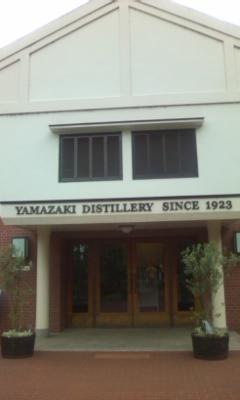 YAMAZAKI DISTILLERY SINCE 1923